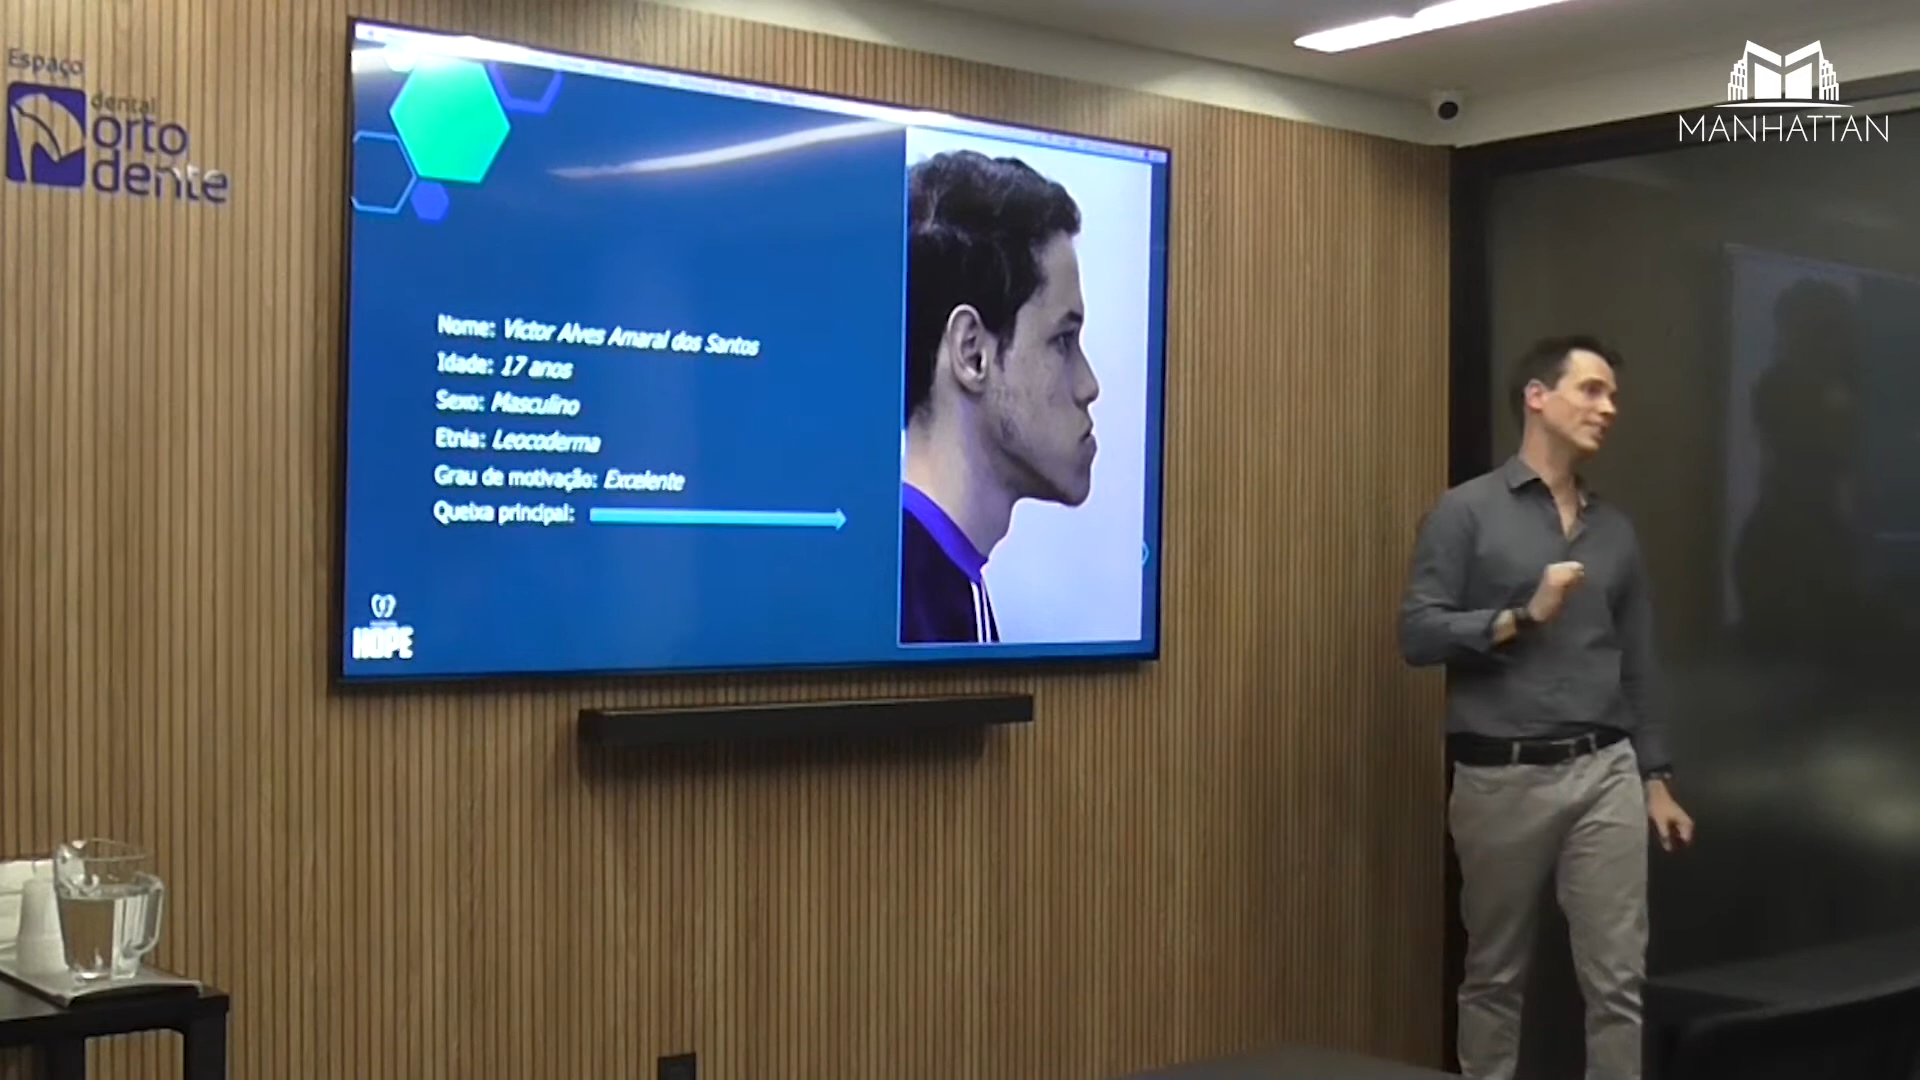 Espaço
dental
orto
dente
MANHATTAN
Nome: Victor Alves Amaral dos Santos
Idade: 17 anos
Sexo: Masculino
Etnia: Leocoderma
Grau de motivação: Excelente
Queixa principal:
HOPE